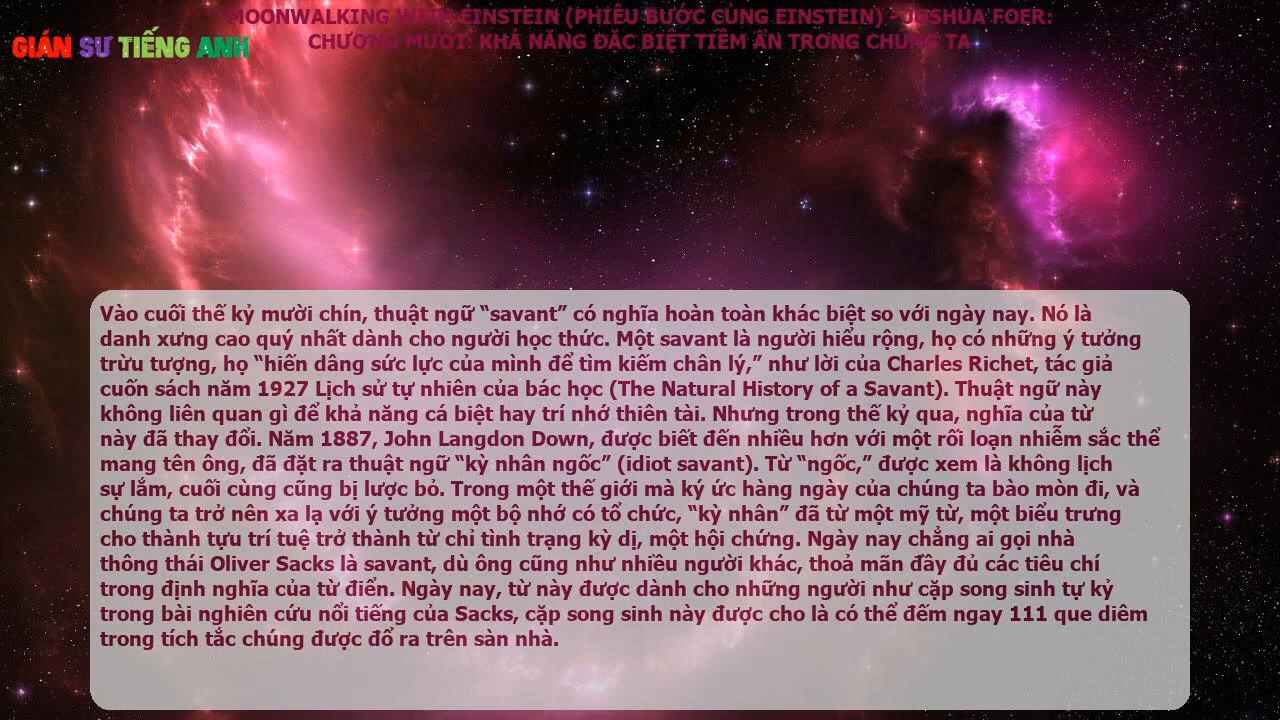 MOONWALKING WITH EINSTEIN (PHIÊU BƯỚC CÙNG EINSTEIN) - JOSHUA FOER:
CHƯƠNG MƯỜI: KHẢ NĂNG ĐẶC BIỆT TIỀM ẨN TRONG CHÚNG TA
GIÁN SƯ TIẾNG ANH
Vào cuối thế kỷ mười chín, thuật ngữ “savant” có nghĩa hoàn toàn khác biệt so với ngày nay. Nó là
danh xưng cao quý nhất dành cho người học thức. Một savant là người hiểu rộng, họ có những ý tưởng
trừu tượng, họ “hiến dâng sức lực của mình để tìm kiếm chân lý,” như lời của Charles Richet, tác giả
cuốn sách năm 1927 Lịch sử tự nhiên của bác học (The Natural History of a Savant). Thuật ngữ này
không liên quan gì để khả năng cá biệt hay trí nhớ thiên tài. Nhưng trong thế kỷ qua, nghĩa của từ
này đã thay đổi. Năm 1887, John Langdon Down, được biết đến nhiều hơn với một rối loạn nhiễm sắc thể
mang tên ông, đã đặt ra thuật ngữ “kỳ nhân ngốc” (idiot savant). Từ “ngốc,” được xem là không lịch
sự lắm, cuối cùng cũng bị lược bỏ. Trong một thế giới mà ký ức hàng ngày của chúng ta bào mòn đi, và
chúng ta trở nên xa lạ với ý tưởng một bộ nhớ có tổ chức, “kỳ nhân” đã từ một mỹ từ, một biểu trưng
cho thành tựu trí tuệ trở thành từ chỉ tình trạng kỳ dị, một hội chứng. Ngày nay chẳng ai gọi nhà
thông thái Oliver Sacks là savant, dù ông cũng như nhiều người khác, thoả mãn đầy đủ các tiêu chí
trong định nghĩa của từ điển. Ngày nay, từ này được dành cho những người như cặp song sinh tự kỷ
trong bài nghiên cứu nổi tiếng của Sacks, cặp song sinh này được cho là có thể đếm ngay 111 que diêm
trong tích tắc chúng được đổ ra trên sàn nhà.